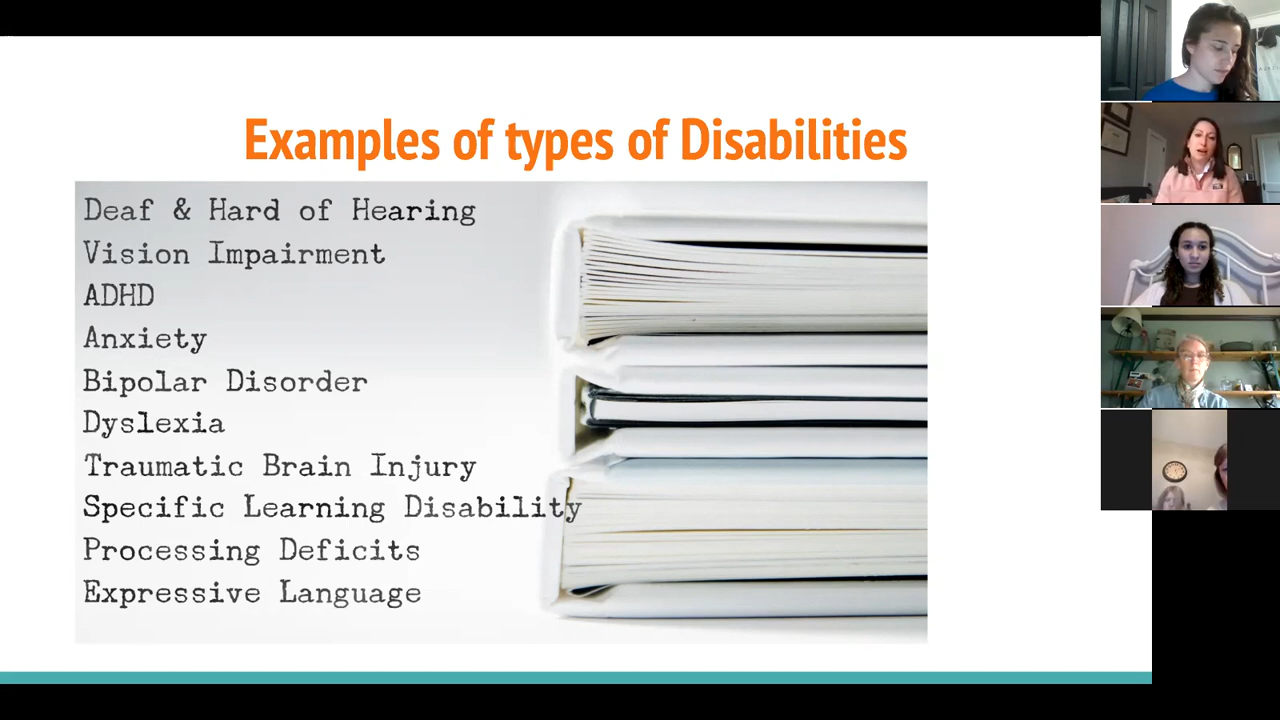 Examples of types of Disabilities
Deaf & Hard of Hearing
Vision Impairment
ADHD
Anxiety
Bipolar Disorder
Dyslexia
Traumatic Brain Injury
Specific Learning Disability
Processing Deficits
Expressive Language